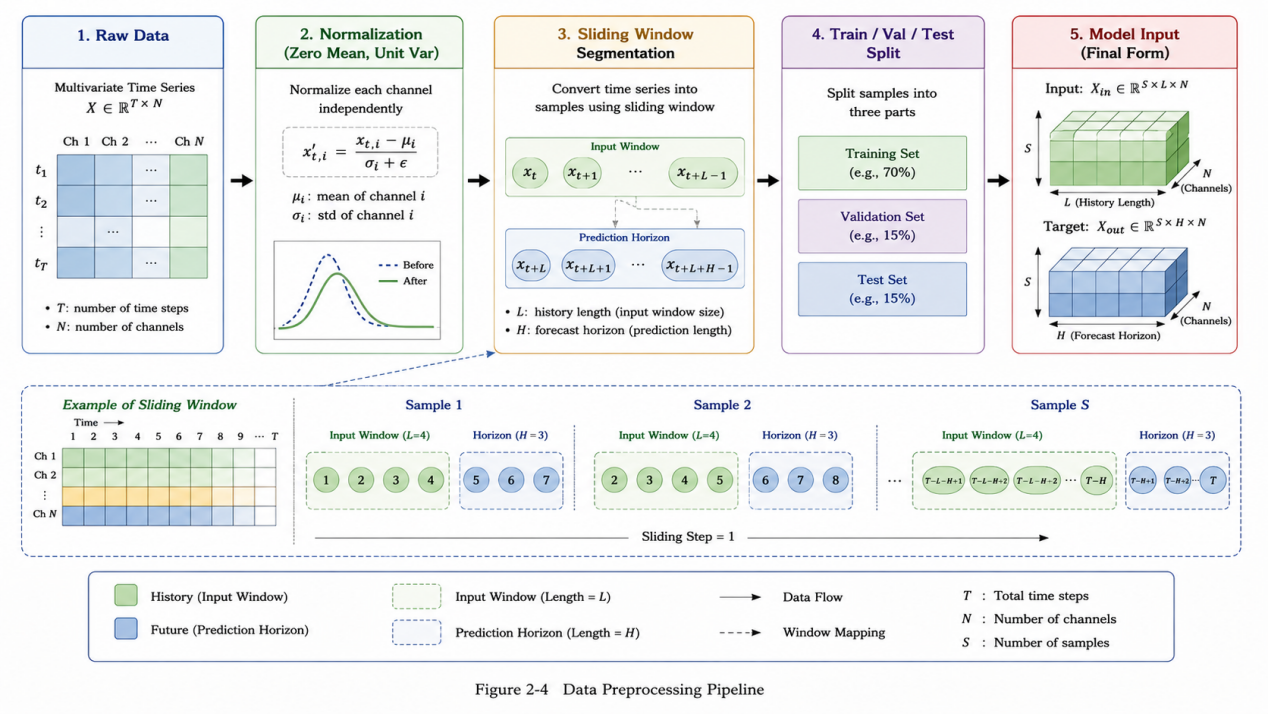 1. Raw Data
Multivariate Time Series
X ∈ ℝ^{T × N}
Ch 1 Ch 2 ··· Ch N
t_1 ···
t_2 ···
⋮ ···
t_T ···
• T: number of time steps
• N: number of channels
2. Normalization
(Zero Mean, Unit Var)
Normalize each channel
independently
x′_{t,i} = (x_{t,i} − μ_i) / (σ_i + ϵ)
μ_i: mean of channel i
σ_i: std of channel i
Before
After
3. Sliding Window
Segmentation
Convert time series into
samples using sliding window
Input Window
x_t x_{t+1} ··· x_{t+L−1}
Prediction Horizon
x_{t+L} x_{t+L+1} ··· x_{t+L+H−1}
• L: history length (input window size)
• H: forecast horizon (prediction length)
4. Train / Val / Test
Split
Split samples into
three parts
Training Set
(e.g., 70%)
Validation Set
(e.g., 15%)
Test Set
(e.g., 15%)
5. Model Input
(Final Form)
Input: X_{in} ∈ ℝ^{S × L × N}
S
N
(Channels)
L (History Length)
Target: X_{out} ∈ ℝ^{S × H × N}
S
N
(Channels)
H (Forecast Horizon)
Example of Sliding Window
Time
1 2 3 4 5 6 7 8 9 ··· T
Ch 1
Ch 2
⋮
Ch N
Sample 1
Input Window (L=4) Horizon (H=3)
1 2 3 4 5 6 7
Sample 2
Input Window (L=4) Horizon (H=3)
2 3 4 5 6 7 8
···
Sample S
Input Window (L=4) Horizon (H=3)
T−L−H+1 T−L−H+2 T−L−H+2 ··· T−H T−H+1 T−H+2 ··· T
Sliding Step = 1
History (Input Window)
Future (Prediction Horizon)
Input Window (Length = L)
Prediction Horizon (Length = H)
Data Flow
Window Mapping
T : Total time steps
N : Number of channels
S : Number of samples
Figure 2-4 Data Preprocessing Pipeline